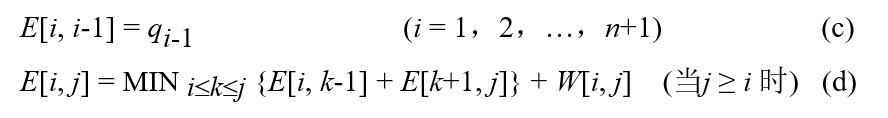 E[i, i-1] = q_{i-1} (i = 1，2，…，n+1) (c)
E[i, j] = MIN_{i≤k≤j} {E[i, k-1] + E[k+1, j]} + W[i, j] (当j ≥ i 时) (d)